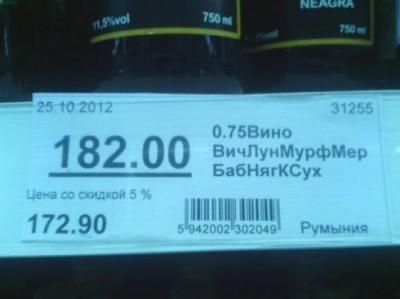 NEAGRA
11,5%vol 750 ml
750 ml
25.10.2012 31255
182.00
0.75Вино
ВичЛунМурфМер
БабНягКСух
Цена со скидкой 5 %
172.90
5 942002 302049
Румыния